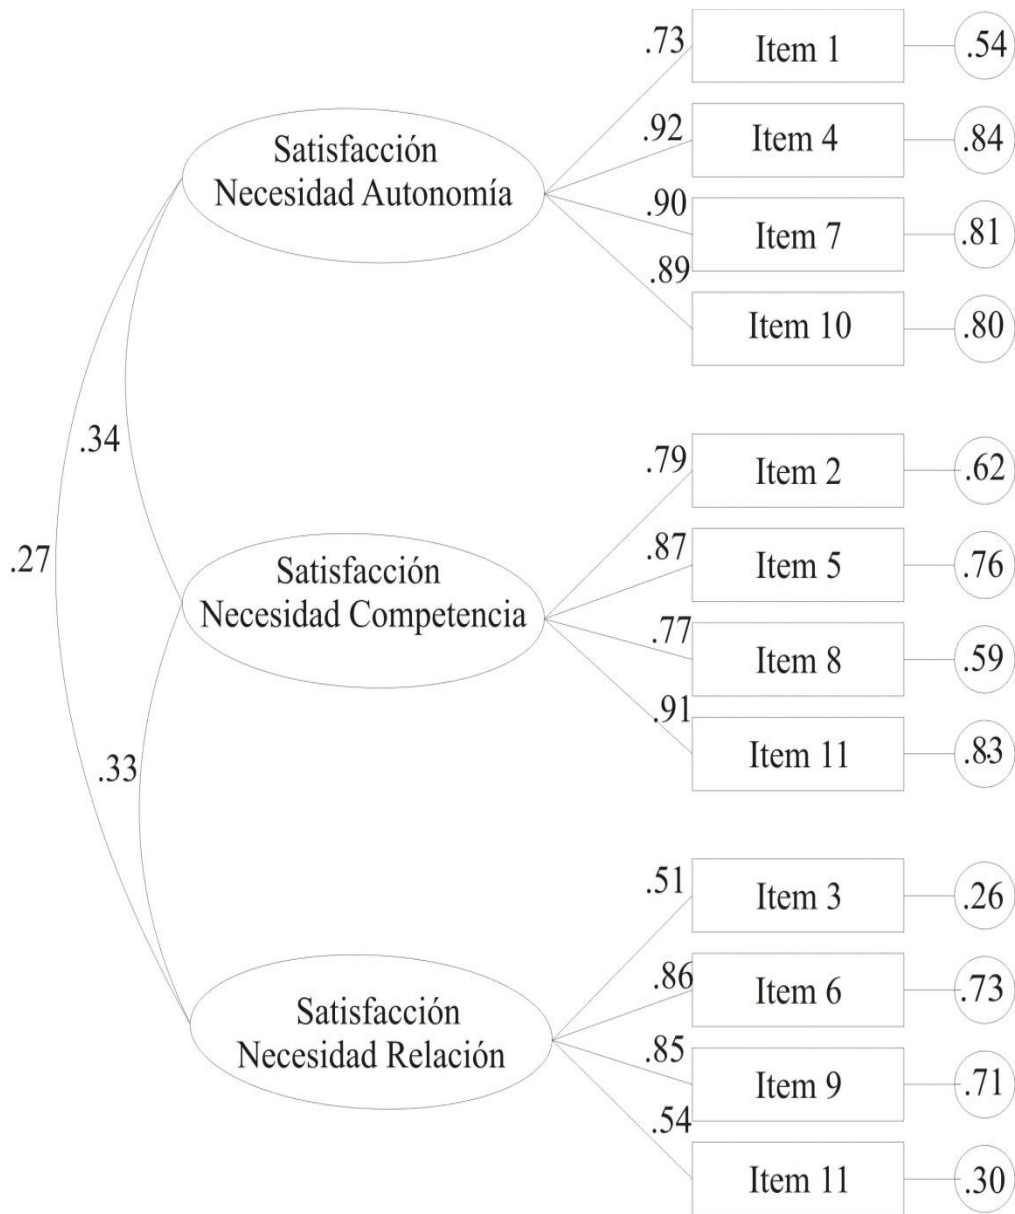 .73
Item 1
.54
Satisfacción
Necesidad Autonomía
.92
Item 4
.84
.90
Item 7
.81
.89
Item 10
.80
.34
.79
Item 2
.62
.27
Satisfacción
Necesidad Competencia
.87
Item 5
.76
.77
Item 8
.59
.91
Item 11
.83
.33
.51
Item 3
.26
Satisfacción
Necesidad Relación
.86
Item 6
.73
.85
Item 9
.71
.54
Item 11
.30